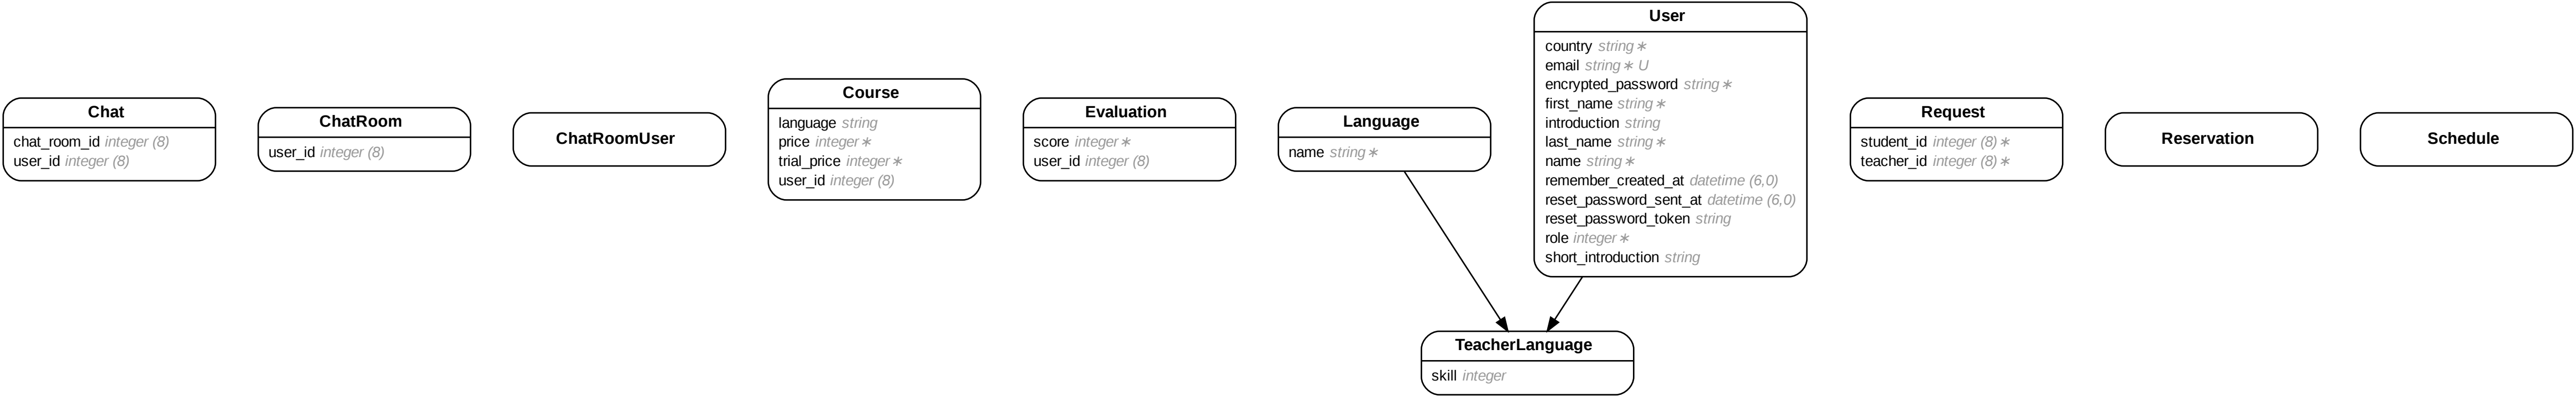 Chat
chat_room_id integer (8)
user_id integer (8)
ChatRoom
user_id integer (8)
ChatRoomUser
Course
language string
price integer ∗
trial_price integer ∗
user_id integer (8)
Evaluation
score integer ∗
user_id integer (8)
Language
name string ∗
User
country string ∗
email string ∗ U
encrypted_password string ∗
first_name string ∗
introduction string
last_name string ∗
name string ∗
remember_created_at datetime (6,0)
reset_password_sent_at datetime (6,0)
reset_password_token string
role integer ∗
short_introduction string
Request
student_id integer (8) ∗
teacher_id integer (8) ∗
Reservation
Schedule
TeacherLanguage
skill integer